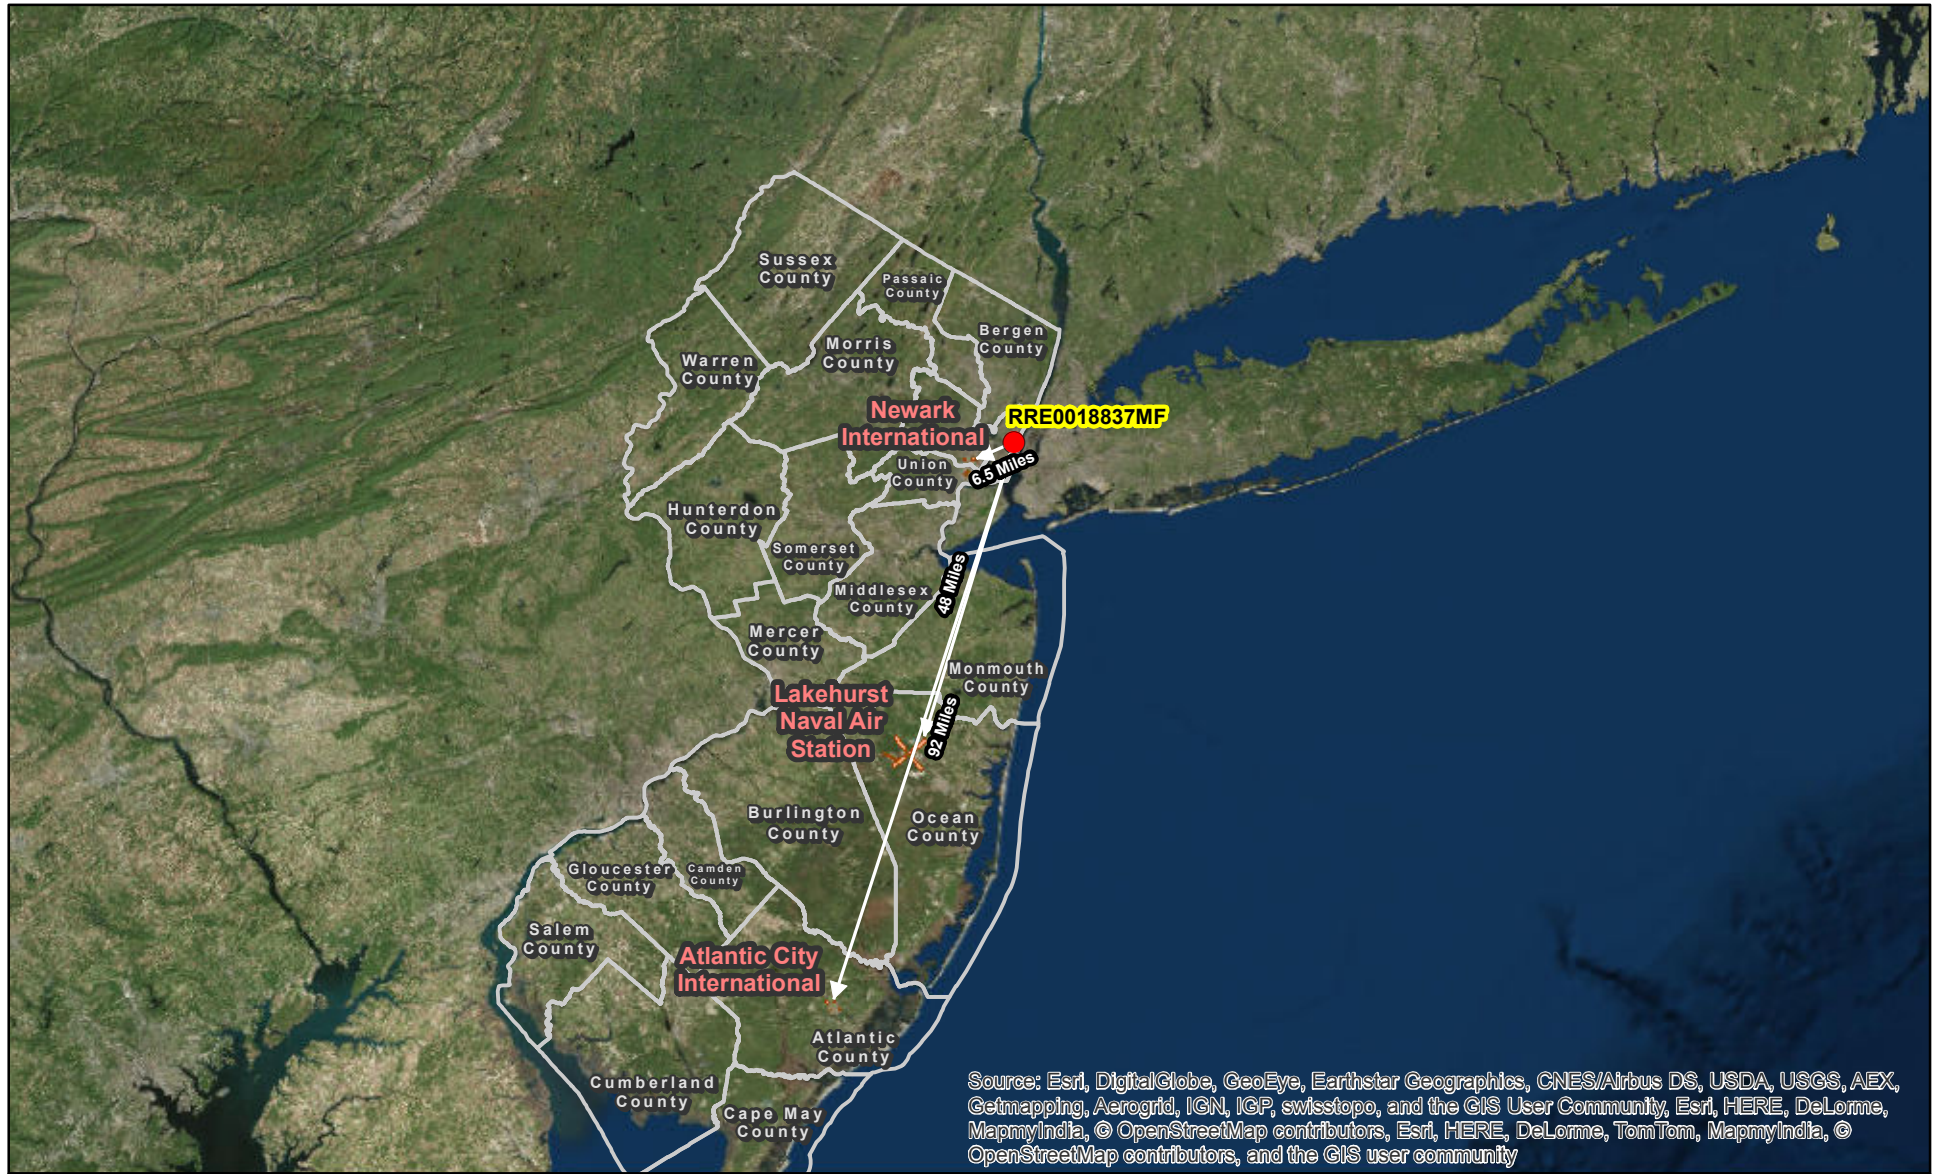 Sussex
County
Passaic
County
Bergen
County
Morris
County
Warren
County
Newark
International
RRE0018837MF
6.5 Miles
Union
County
Hunterdon
County
Somerset
County
48 Miles
Middlesex
County
Mercer
County
Monmouth
County
Lakehurst
Naval Air
Station
92 Miles
Burlington
County
Ocean
County
Gloucester
County
Camden
County
Salem
County
Atlantic City
International
Atlantic
County
Cumberland
County
Cape May
County
Source: Esri, DigitalGlobe, GeoEye, Earthstar Geographics, CNES/Airbus DS, USDA, USGS, AEX,
Getmapping, Aerogrid, IGN, IGP, swisstopo, and the GIS User Community, Esri, HERE, DeLorme,
MapmyIndia, © OpenStreetMap contributors, Esri, HERE, DeLorme, TomTom, MapmyIndia, ©
OpenStreetMap contributors, and the GIS user community